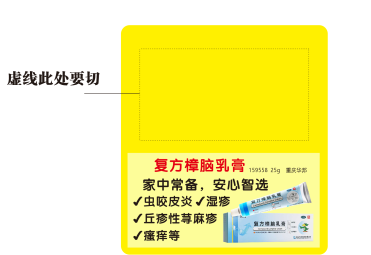 虚线此处要切
复方樟脑乳膏 159558 25g 重庆华邦
家中常备，安心智选
✓虫咬皮炎 ✓湿疹
✓丘疹性荨麻疹
✓瘙痒等
复方樟脑乳膏